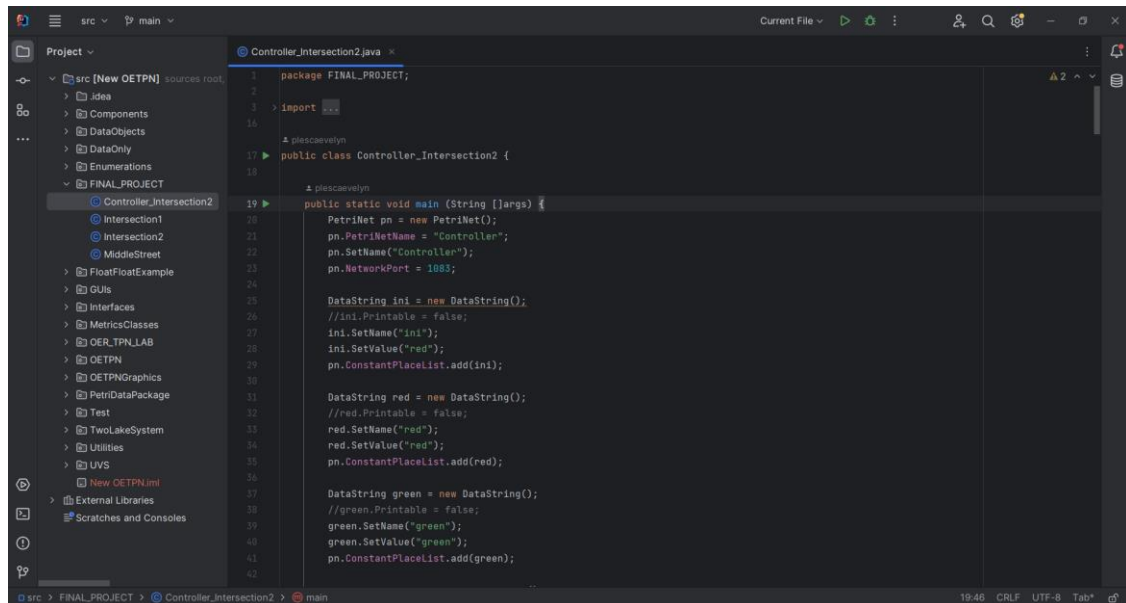 src main Current File
Project
Controller_Intersection2.java
src [New OETPN] sources root,
.idea
Components
DataObjects
DataOnly
Enumerations
FINAL_PROJECT
Controller_Intersection2
Intersection1
Intersection2
MiddleStreet
FloatFloatExample
GUIs
Interfaces
MetricsClasses
OER_TPN_LAB
OETPN
OETPNGraphics
PetriDataPackage
Test
TwoLakeSystem
Utilities
UVS
New OETPN.iml
External Libraries
Scratches and Consoles
1 package FINAL_PROJECT; 2
2
3 import ...
16
plescaevelyn
17 public class Controller_Intersection2 {
18
plescaevelyn
19 public static void main (String []args) {
20 PetriNet pn = new PetriNet();
21 pn.PetriNetName = "Controller";
22 pn.SetName("Controller");
23 pn.NetworkPort = 1083;
24
25 DataString ini = new DataString();
26 //ini.Printable = false;
27 ini.SetName("ini");
28 ini.SetValue("red");
29 pn.ConstantPlaceList.add(ini);
30
31 DataString red = new DataString();
32 //red.Printable = false;
33 red.SetName("red");
34 red.SetValue("red");
35 pn.ConstantPlaceList.add(red);
36
37 DataString green = new DataString();
38 //green.Printable = false;
39 green.SetName("green");
40 green.SetValue("green");
41 pn.ConstantPlaceList.add(green);
42
src > FINAL_PROJECT > Controller_Intersection2 > main 19:46 CRLF UTF-8 Tab*